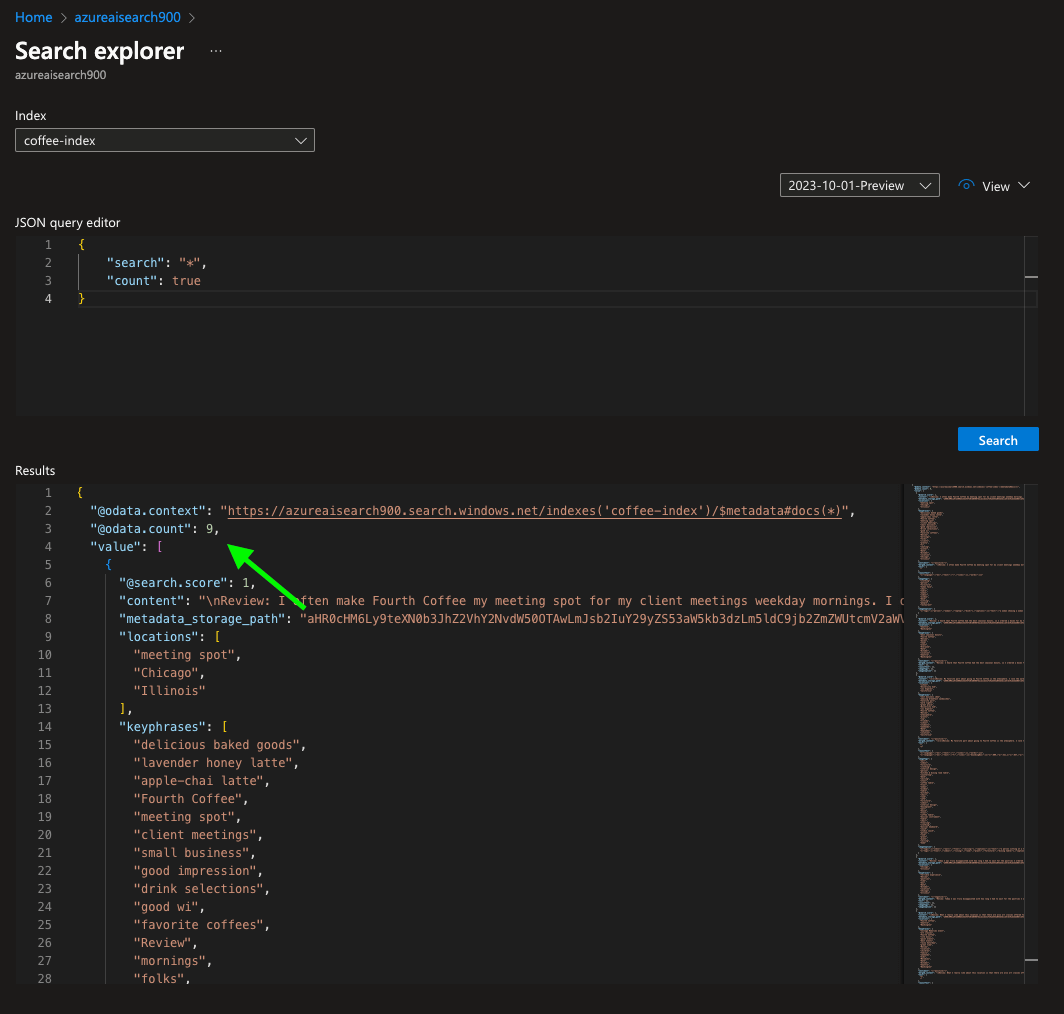 Home > azureaisearch900 >
Search explorer ...
azureaisearch900
Index
coffee-index
2023-10-01-Preview View
JSON query editor
1 {
2 "search": "*",
3 "count": true
4 }
Search
Results
1 {
2 "@odata.context": "https://azureaisearch900.search.windows.net/indexes('coffee-index')/$metadata#docs(*)",
3 "@odata.count": 9,
4 "value": [
5 {
6 "@search.score": 1,
7 "content": "\nReview: I often make Fourth Coffee my meeting spot for my client meetings weekday mornings. I
8 "metadata_storage_path":
9 "locations": [
10 "meeting spot",
11 "Chicago",
12 "Illinois"
13 ],
14 "keyphrases": [
15 "delicious baked goods",
16 "lavender honey latte",
17 "apple-chai latte",
18 "Fourth Coffee",
19 "meeting spot",
20 "client meetings",
21 "small business",
22 "good impression",
23 "drink selections",
24 "good wi",
25 "favorite coffees",
26 "Review",
27 "mornings",
28 "folks",